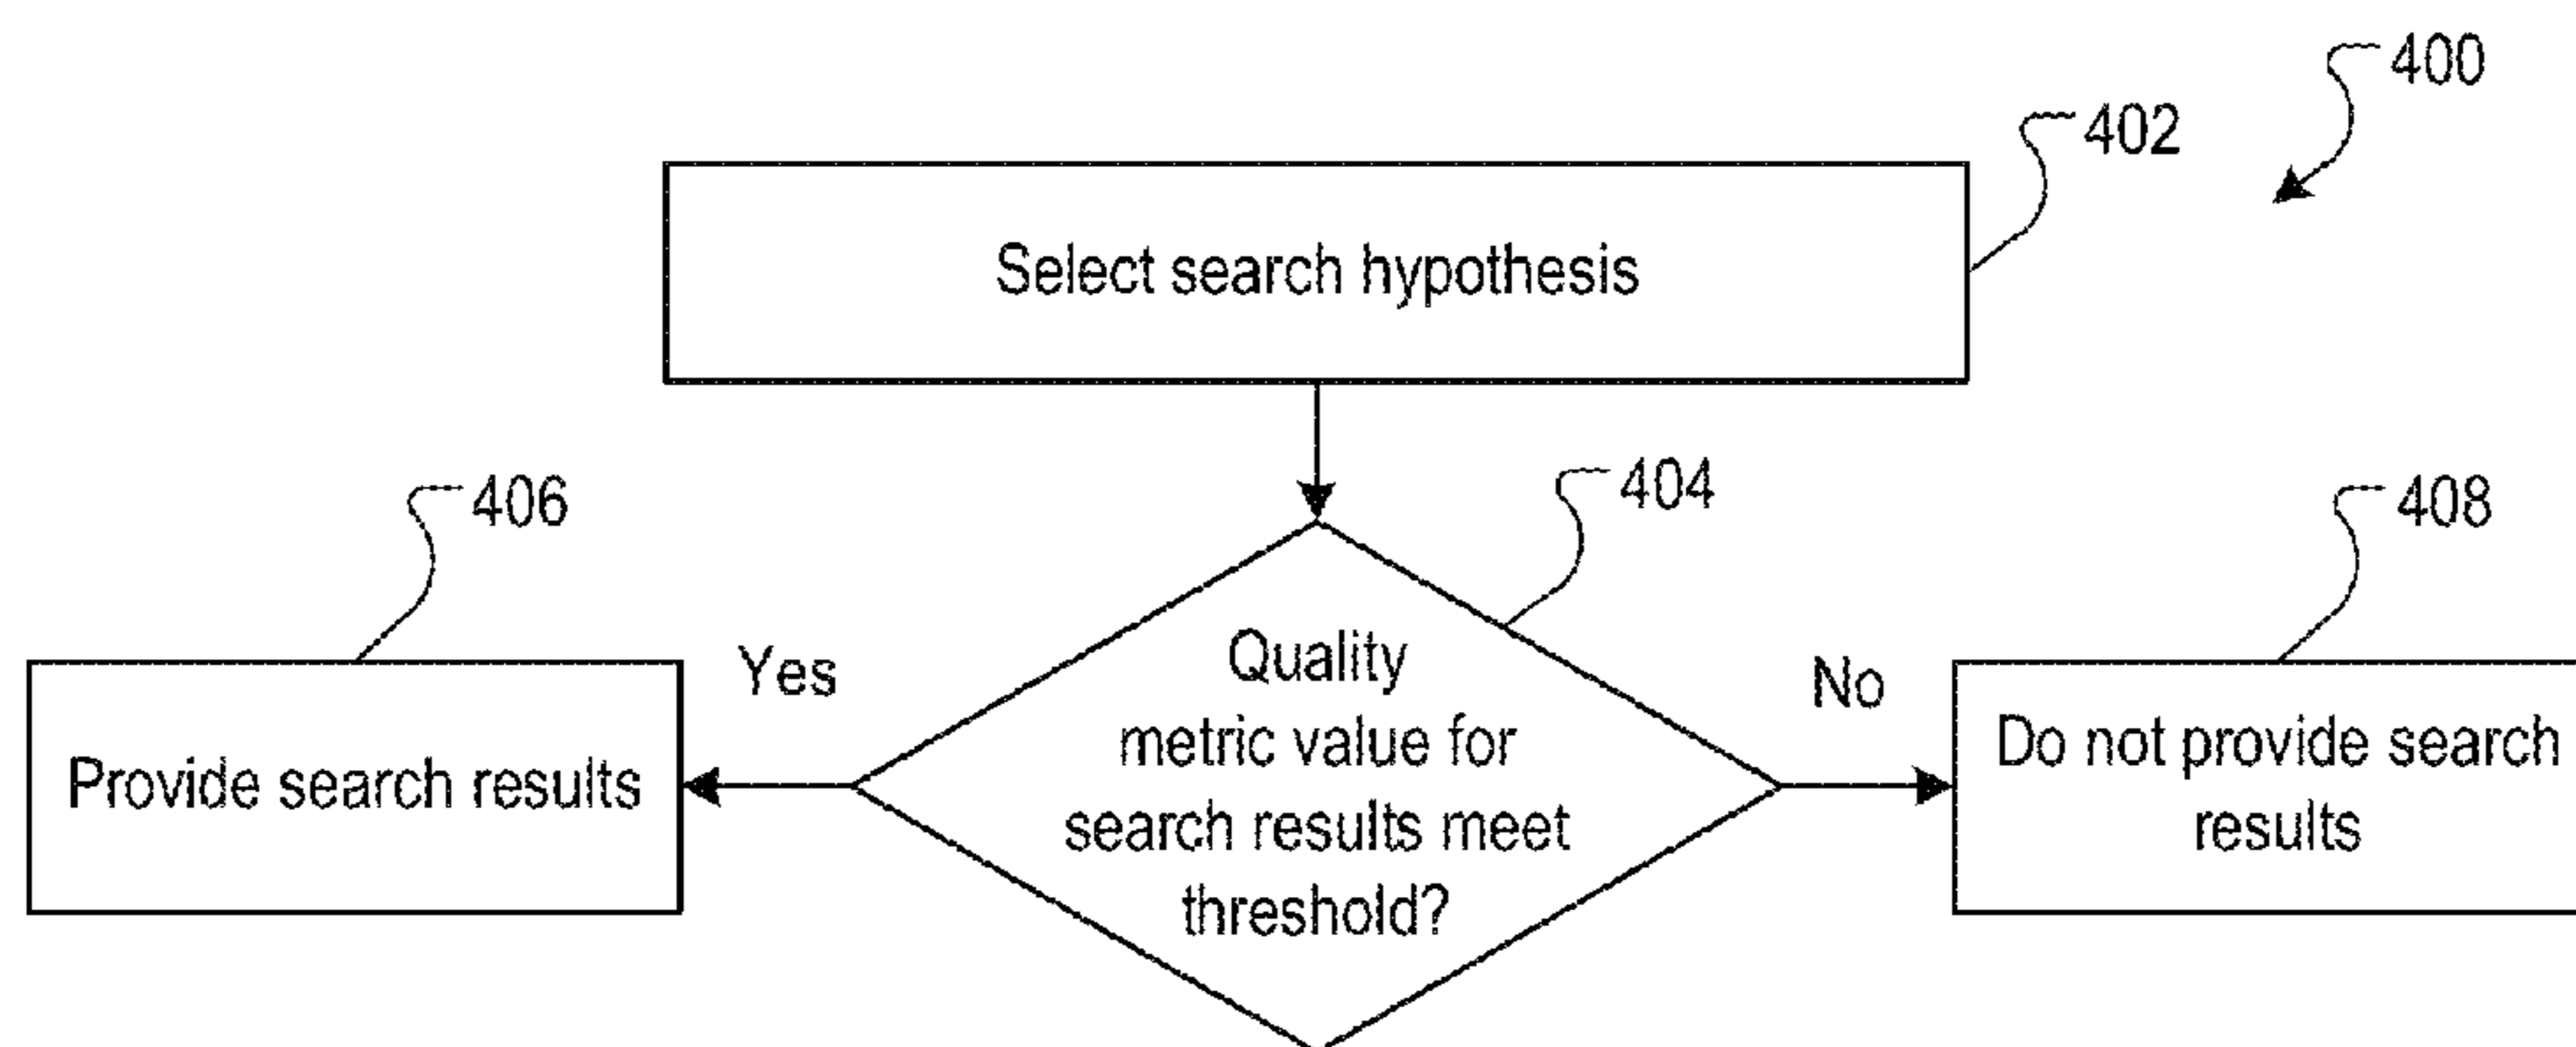 400
402
Select search hypothesis
404
406
408
Yes
No
Quality
metric value for
search results meet
threshold?
Provide search results
Do not provide search
results